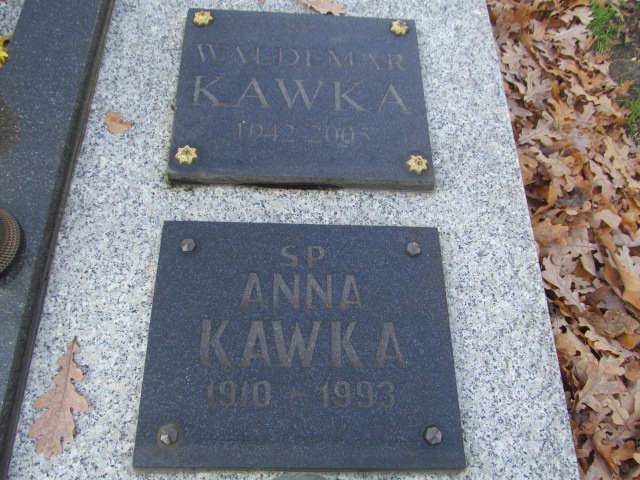 WALDEMAR
KAWKA
1942-2005
S.P.
ANNA
KAWKA
1910 - 1993